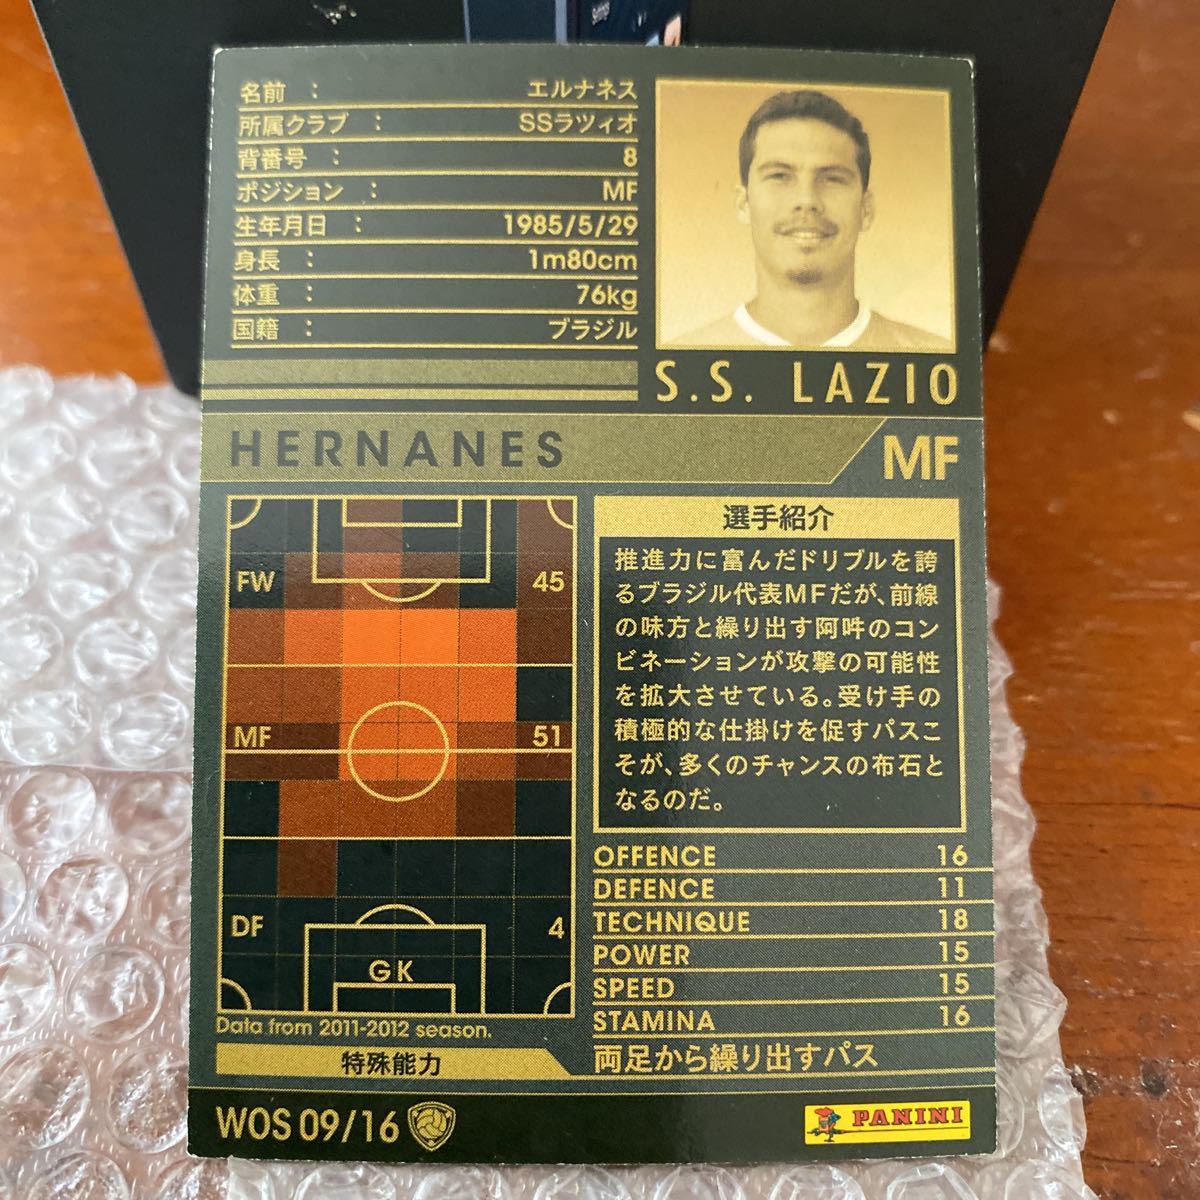 名前 : エルナネス
所属クラブ : SSラツィオ
背番号 : 8
ポジション : MF
生年月日 : 1985/5/29
身長 : 1m80cm
体重 : 76kg
国籍 : ブラジル
S.S. LAZIO
HERNANES MF
FW 45
MF 51
DF 4
GK
Data from 2011-2012 season.
選手紹介
推進力に富んだドリブルを誇
るブラジル代表MFだが、前線
の味方と繰り出す阿吽のコン
ビネーションが攻撃の可能性
を拡大させている。受け手の
積極的な仕掛けを促すパスこ
そが、多くのチャンスの布石と
なるのだ。
OFFENCE 16
DEFENCE 11
TECHNIQUE 18
POWER 15
SPEED 15
STAMINA 16
特殊能力 両足から繰り出すパス
WOS 09/16
PANINI